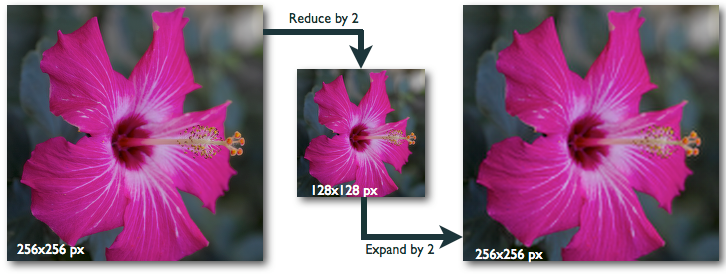 Reduce by 2
256x256 px
128x128 px
Expand by 2
256x256 px